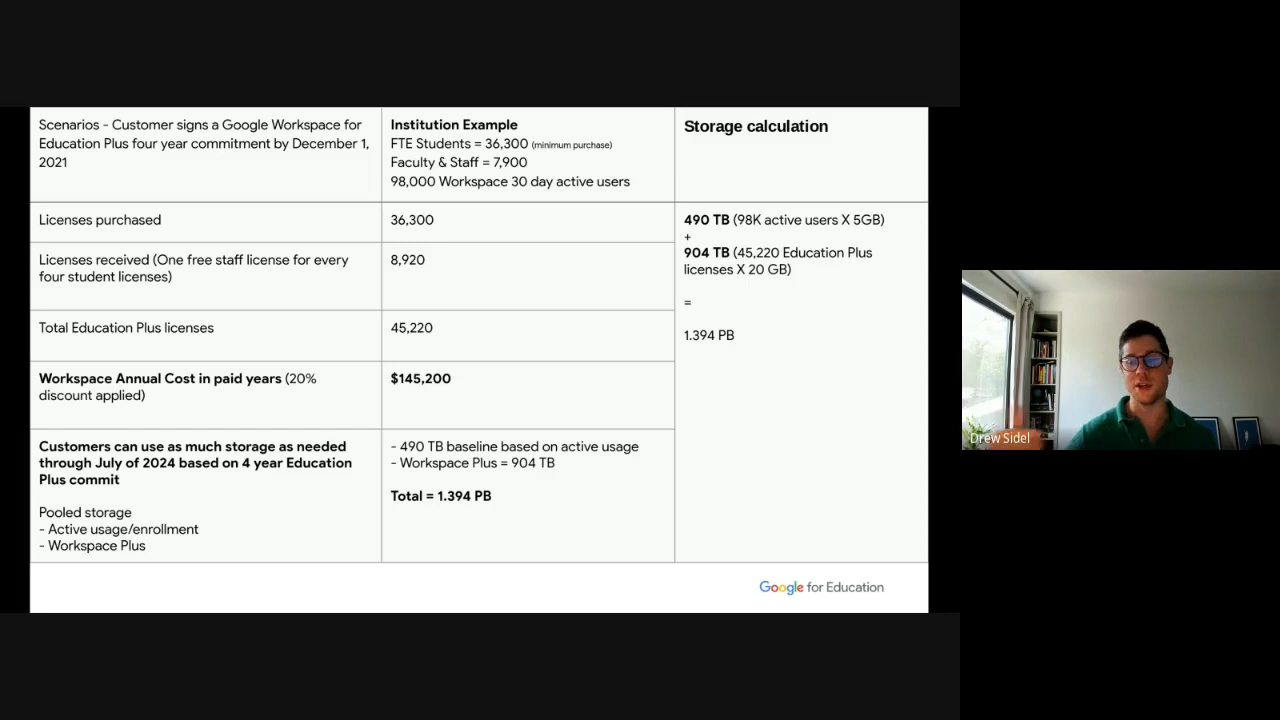 Scenarios - Customer signs a Google Workspace for
Education Plus four year commitment by December 1,
2021
Institution Example
FTE Students = 36,300 (minimum purchase)
Faculty & Staff = 7,900
98,000 Workspace 30 day active users
Storage calculation
Licenses purchased
36,300
490 TB (98K active users X 5GB)
+
904 TB (45,220 Education Plus
licenses X 20 GB)
=
1.394 PB
Licenses received (One free staff license for every
four student licenses)
8,920
Total Education Plus licenses
45,220
Workspace Annual Cost in paid years (20%
discount applied)
$145,200
Customers can use as much storage as needed
through July of 2024 based on 4 year Education
Plus commit
Pooled storage
- Active usage/enrollment
- Workspace Plus
- 490 TB baseline based on active usage
- Workspace Plus = 904 TB
Total = 1.394 PB
Google for Education
Drew Sidel